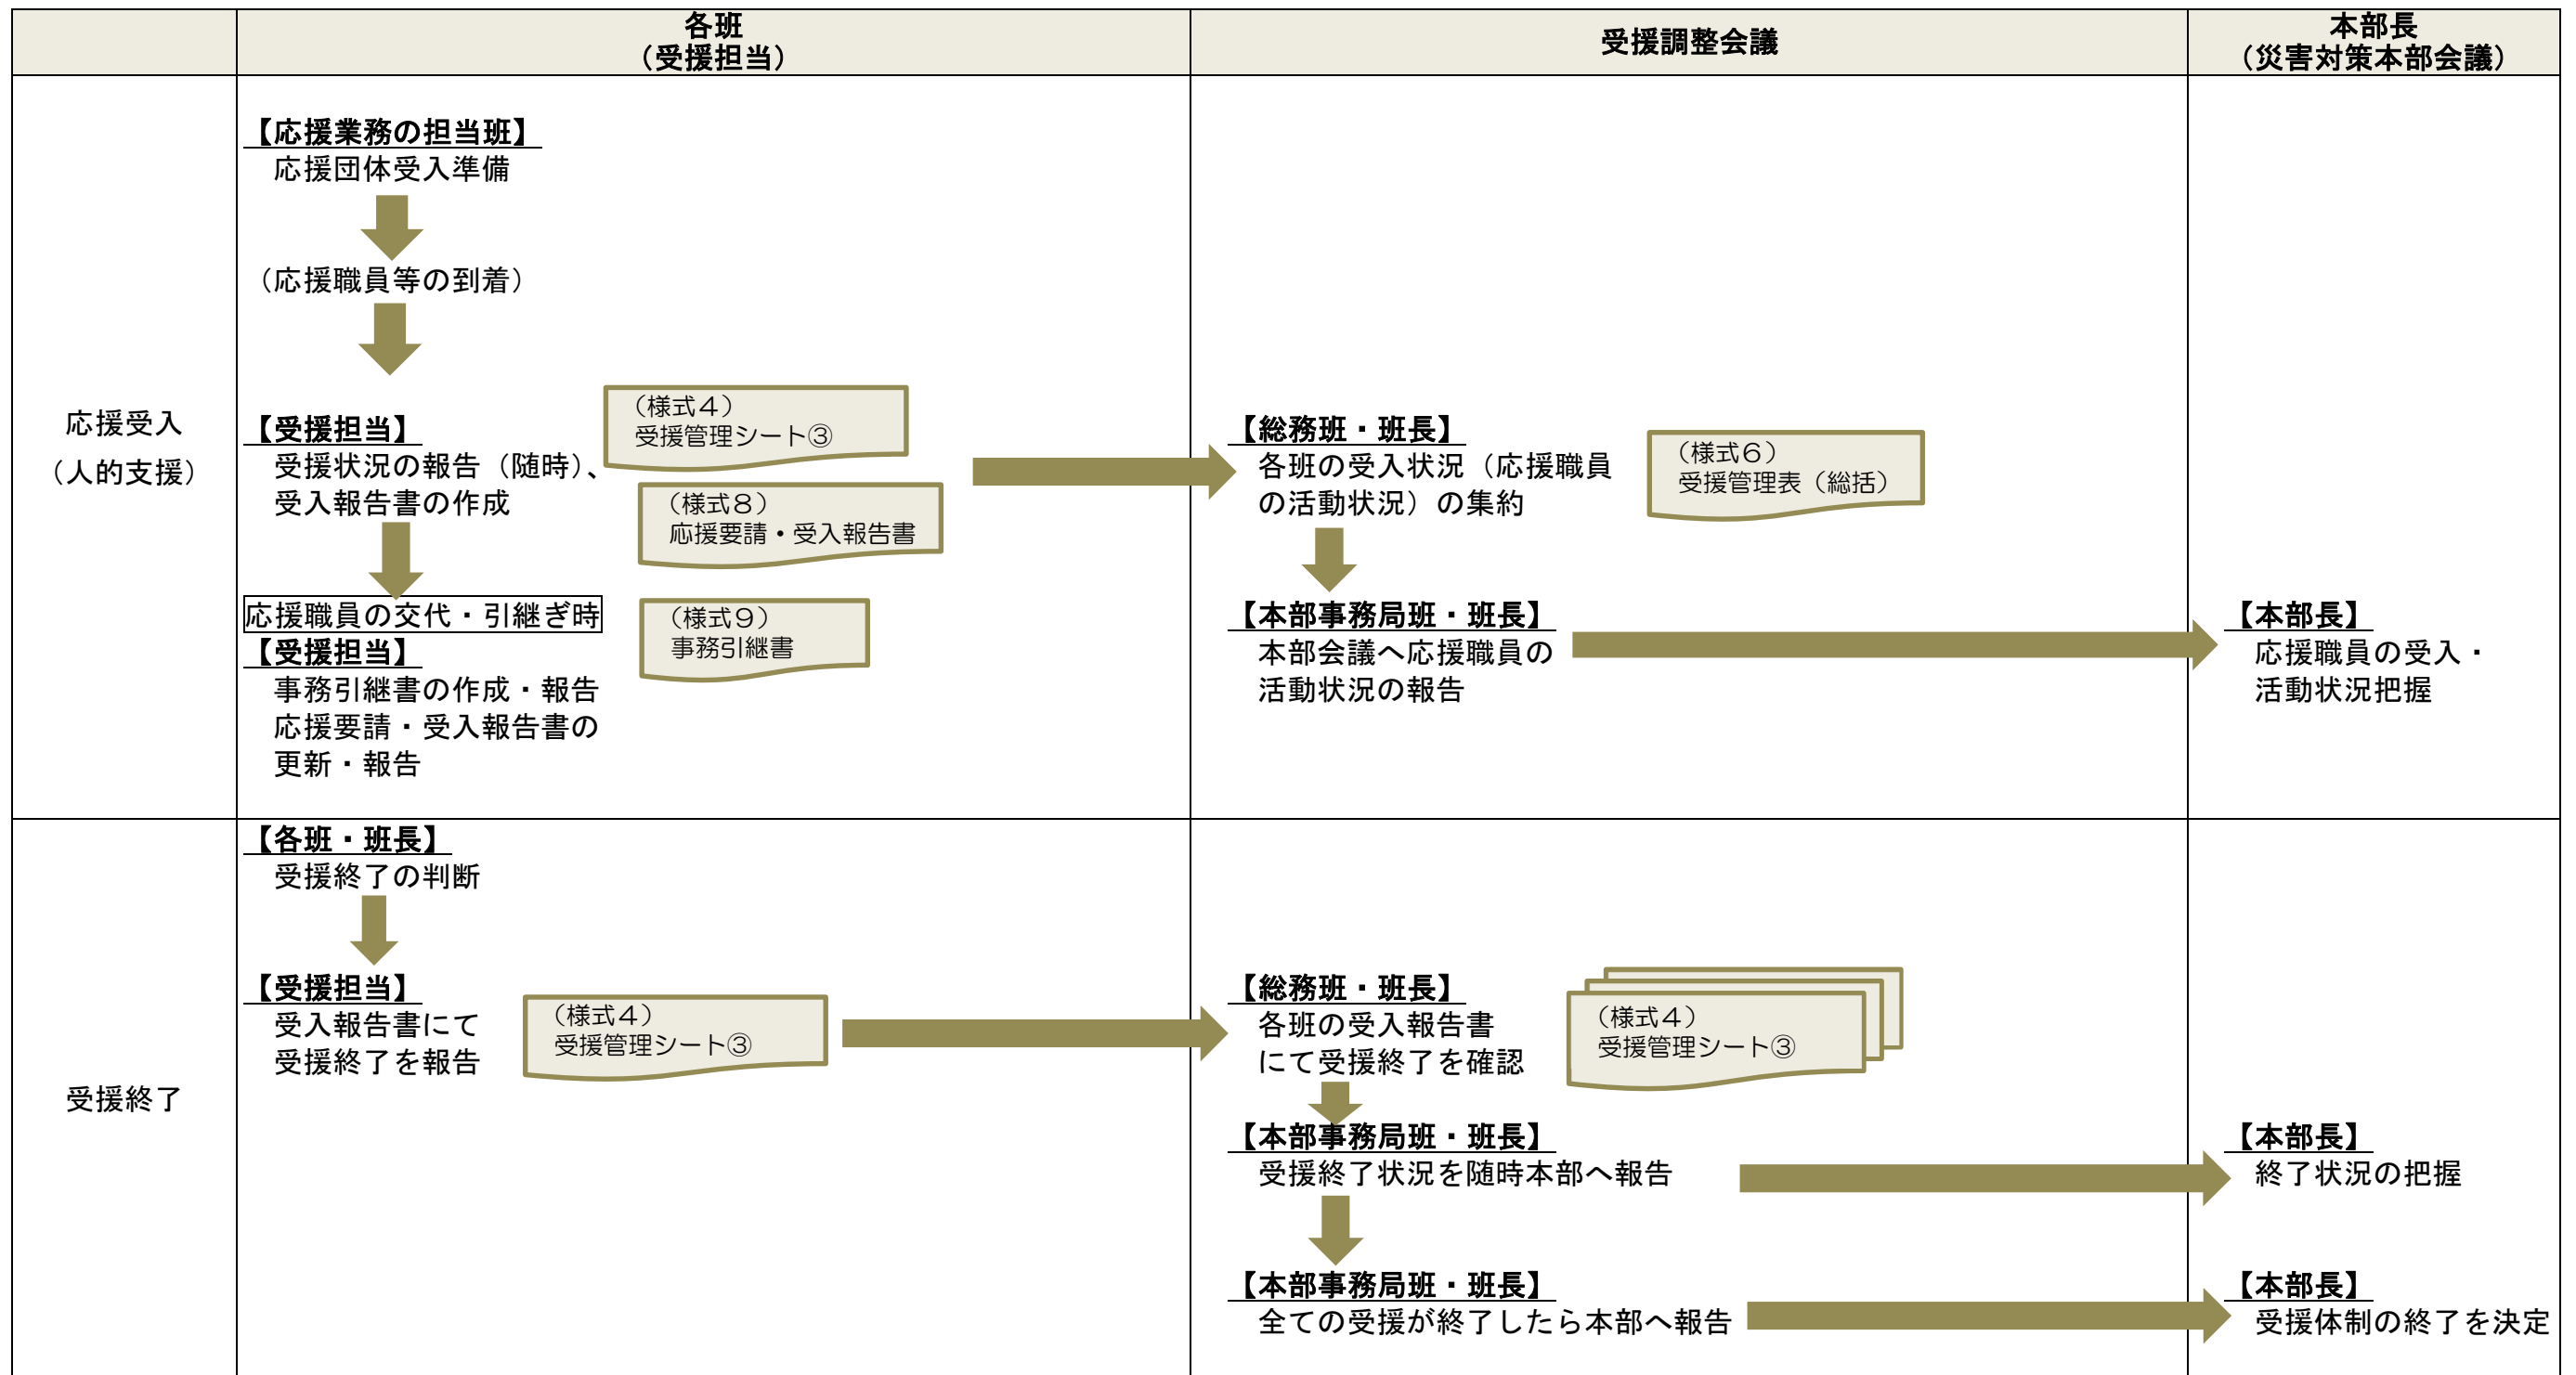 各班
（受援担当）
受援調整会議
本部長
（災害対策本部会議）
応援受入
（人的支援）
【応援業務の担当班】
応援団体受入準備
（応援職員等の到着）
【受援担当】
受援状況の報告（随時）、
受入報告書の作成
（様式４）
受援管理シート③
（様式８）
応援要請・受入報告書
応援職員の交代・引継ぎ時
【受援担当】
事務引継書の作成・報告
応援要請・受入報告書の
更新・報告
（様式９）
事務引継書
【総務班・班長】
各班の受入状況（応援職員
の活動状況）の集約
（様式６）
受援管理表（総括）
【本部事務局班・班長】
本部会議へ応援職員の
活動状況の報告
【本部長】
応援職員の受入・
活動状況把握
受援終了
【各班・班長】
受援終了の判断
【受援担当】
受入報告書にて
受援終了を報告
（様式４）
受援管理シート③
【総務班・班長】
各班の受入報告書
にて受援終了を確認
（様式４）
受援管理シート③
【本部事務局班・班長】
受援終了状況を随時本部へ報告
【本部長】
終了状況の把握
【本部事務局班・班長】
全ての受援が終了したら本部へ報告
【本部長】
受援体制の終了を決定